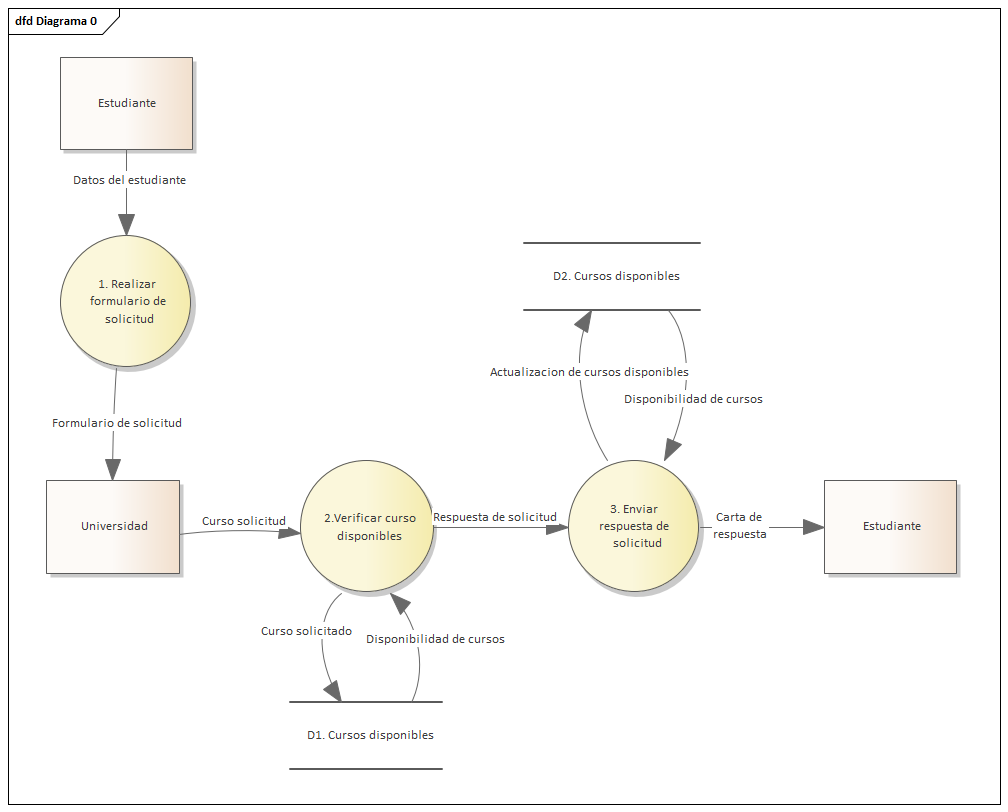 dfd Diagrama 0
Estudiante
Datos del estudiante
1. Realizar
formulario de
solicitud
Formulario de solicitud
Universidad
Curso solicitud
2.Verificar curso
disponibles
Curso solicitado
Disponibilidad de cursos
D1. Cursos disponibles
Respuesta de solicitud
D2. Cursos disponibles
Actualizacion de cursos disponibles
Disponibilidad de cursos
3. Enviar
respuesta de
solicitud
Carta de
respuesta
Estudiante